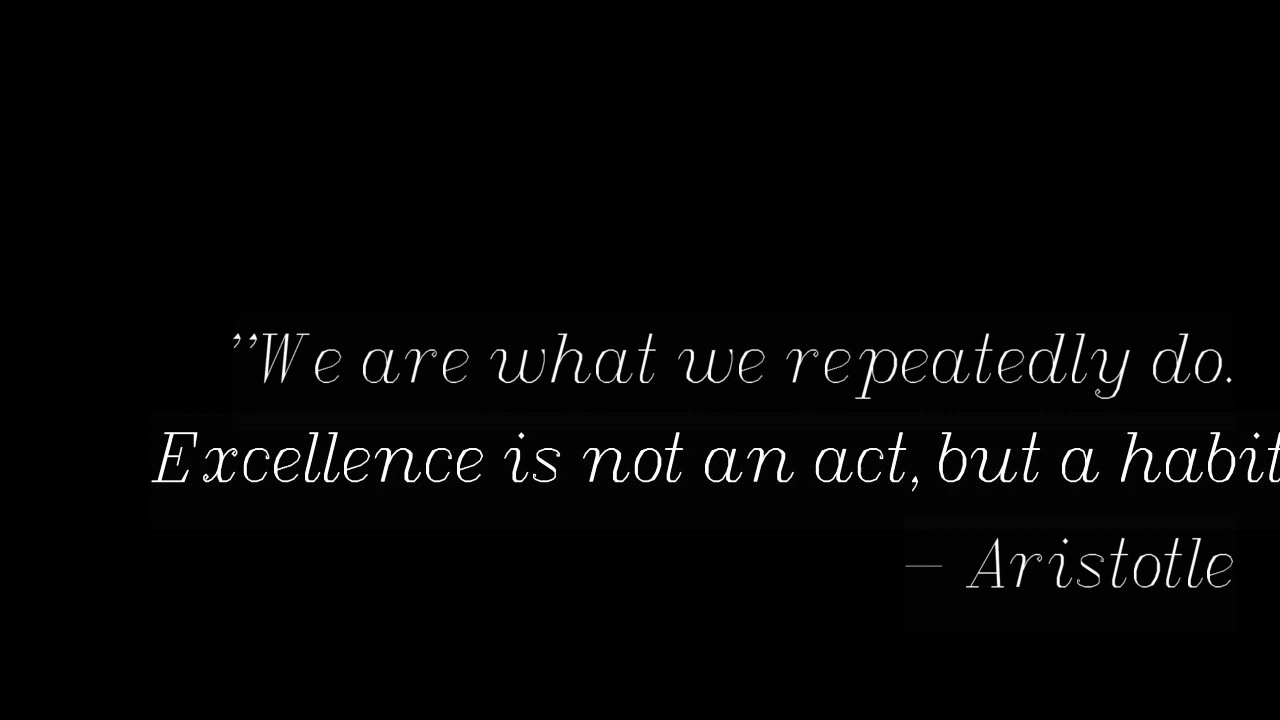 ”We are what we repeatedly do.
Excellence is not an act, but a habit
– Aristotle